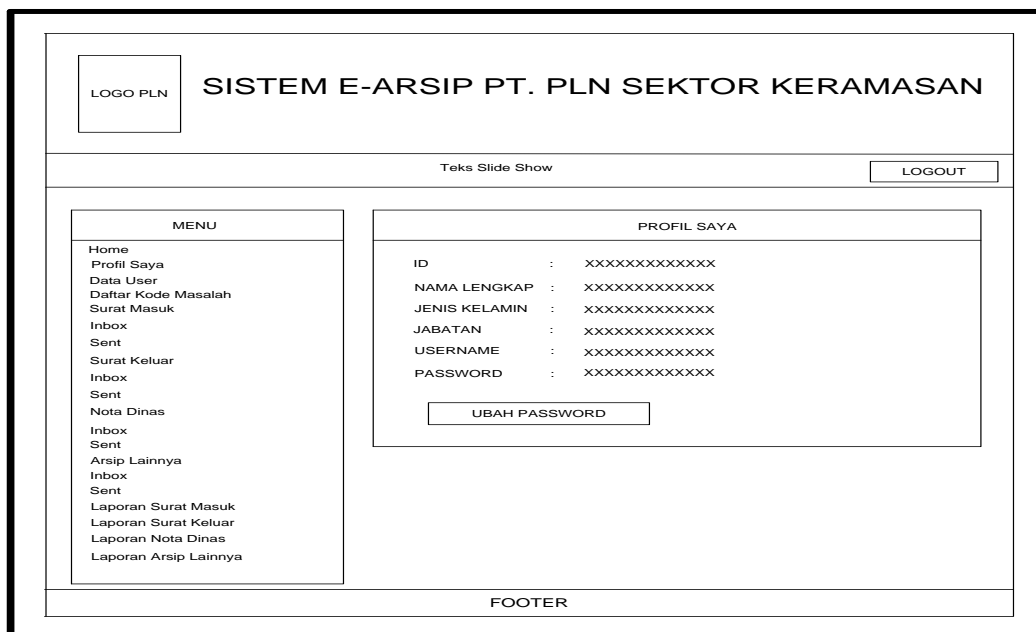 LOGO PLN
SISTEM E-ARSIP PT. PLN SEKTOR KERAMASAN
Teks Slide Show
LOGOUT
MENU
Home
Profil Saya
Data User
Daftar Kode Masalah
Surat Masuk
Inbox
Sent
Surat Keluar
Inbox
Sent
Nota Dinas
Inbox
Sent
Arsip Lainnya
Inbox
Sent
Laporan Surat Masuk
Laporan Surat Keluar
Laporan Nota Dinas
Laporan Arsip Lainnya
PROFIL SAYA
ID : XXXXXXXXXXXXX
NAMA LENGKAP : XXXXXXXXXXXXX
JENIS KELAMIN : XXXXXXXXXXXXX
JABATAN : XXXXXXXXXXXXX
USERNAME : XXXXXXXXXXXXX
PASSWORD : XXXXXXXXXXXXX
UBAH PASSWORD
FOOTER